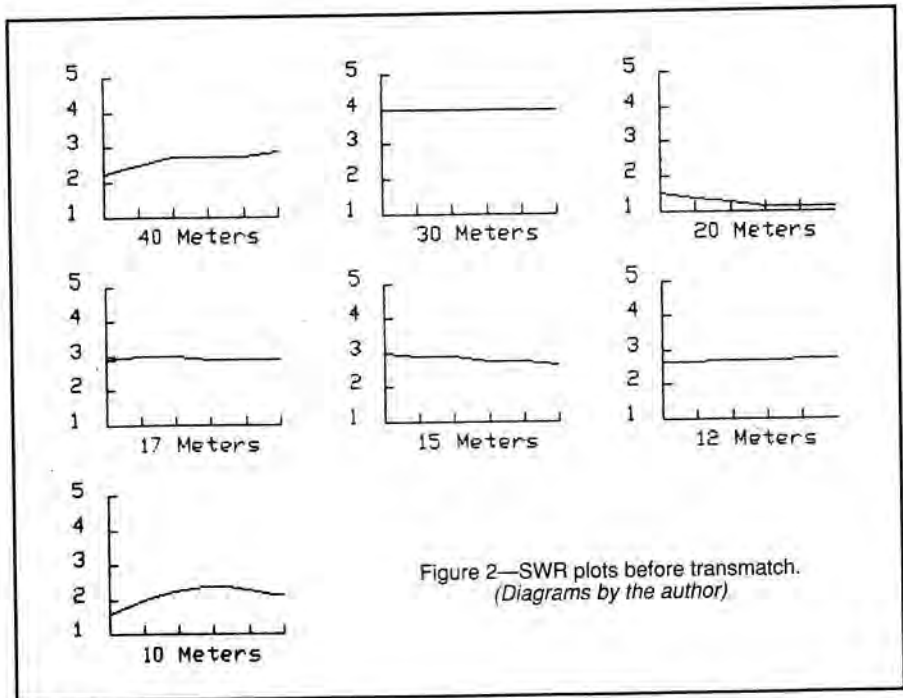 5 5 5
4 4 4
3 3 3
2 2 2
1 1 1
40 Meters 30 Meters 20 Meters
5 5 5
4 4 4
3 3 3
2 2 2
1 1 1
17 Meters 15 Meters 12 Meters
5
4
3
2
1
10 Meters
Figure 2—SWR plots before transmatch.
(Diagrams by the author)